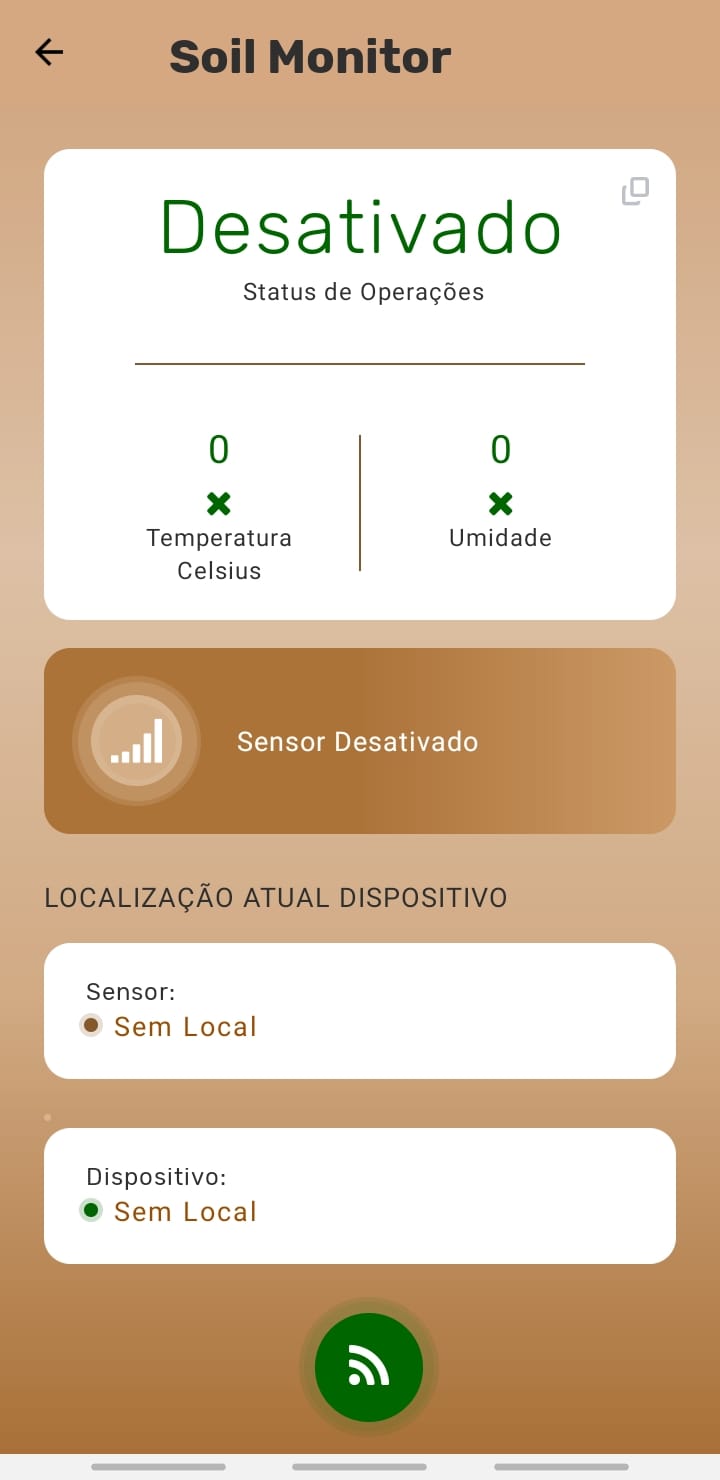 Soil Monitor
Desativado
Status de Operações
0
0
Temperatura
Celsius
Umidade
Sensor Desativado
LOCALIZAÇÃO ATUAL DISPOSITIVO
Sensor:
Sem Local
Dispositivo:
Sem Local